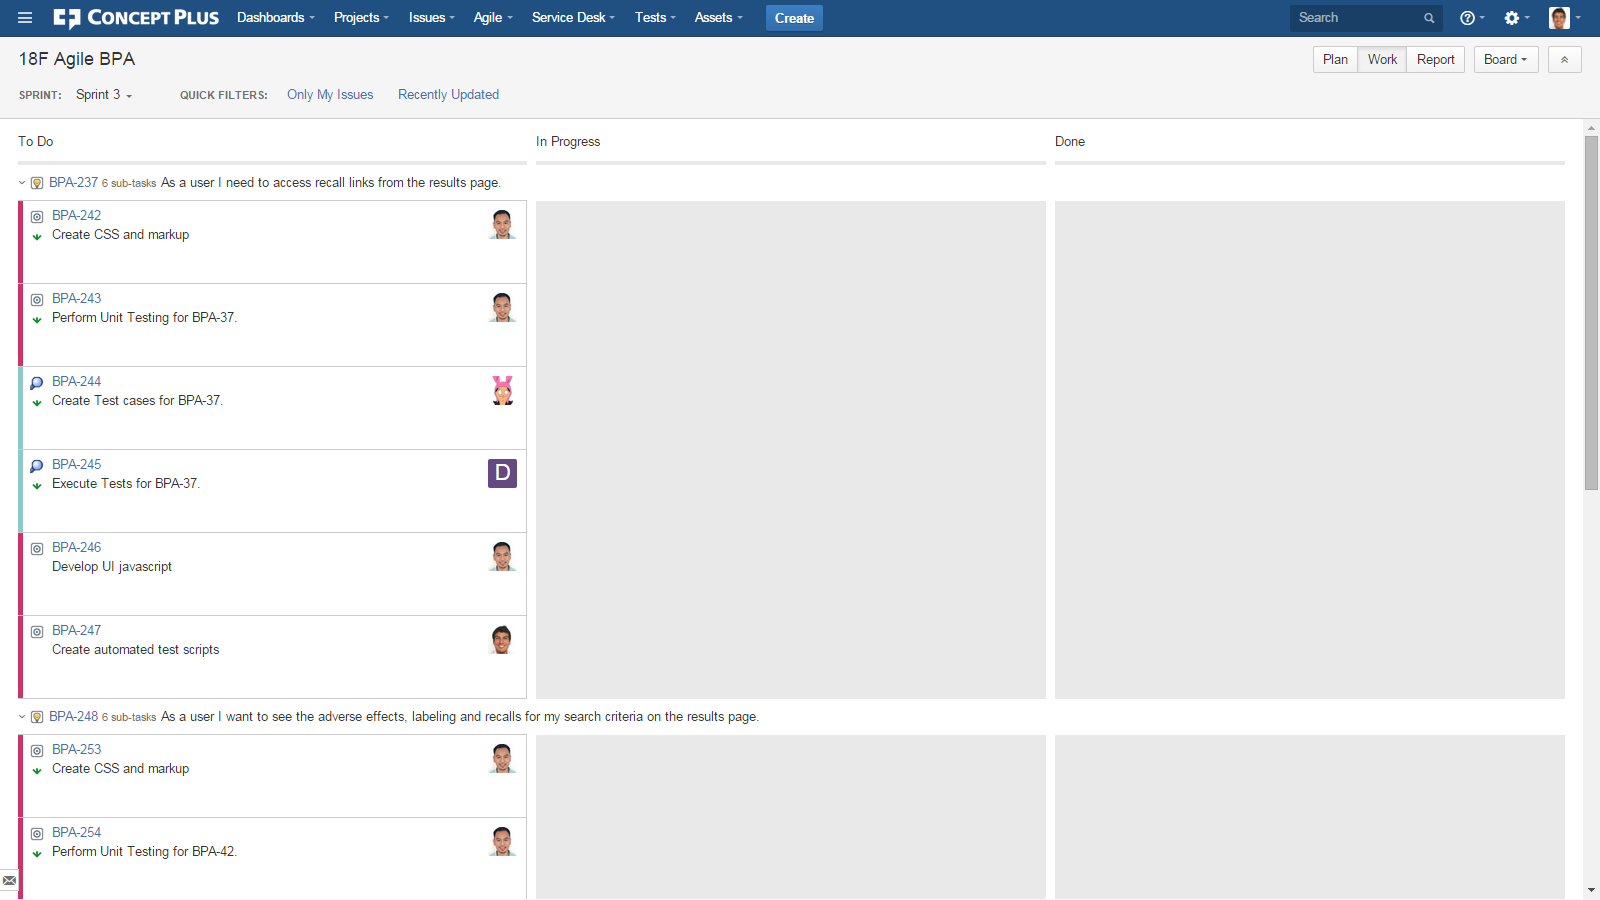 CONCEPT PLUS Dashboards Projects Issues Agile Service Desk Tests Assets Create Search
18F Agile BPA Plan Work Report Board
SPRINT: Sprint 3 QUICK FILTERS: Only My Issues Recently Updated
To Do In Progress Done
BPA-237 6 sub-tasks As a user I need to access recall links from the results page.
BPA-242
Create CSS and markup
BPA-243
Perform Unit Testing for BPA-37.
BPA-244
Create Test cases for BPA-37.
BPA-245 D
Execute Tests for BPA-37.
BPA-246
Develop UI javascript
BPA-247
Create automated test scripts
BPA-248 6 sub-tasks As a user I want to see the adverse effects, labeling and recalls for my search criteria on the results page.
BPA-253
Create CSS and markup
BPA-254
Perform Unit Testing for BPA-42.